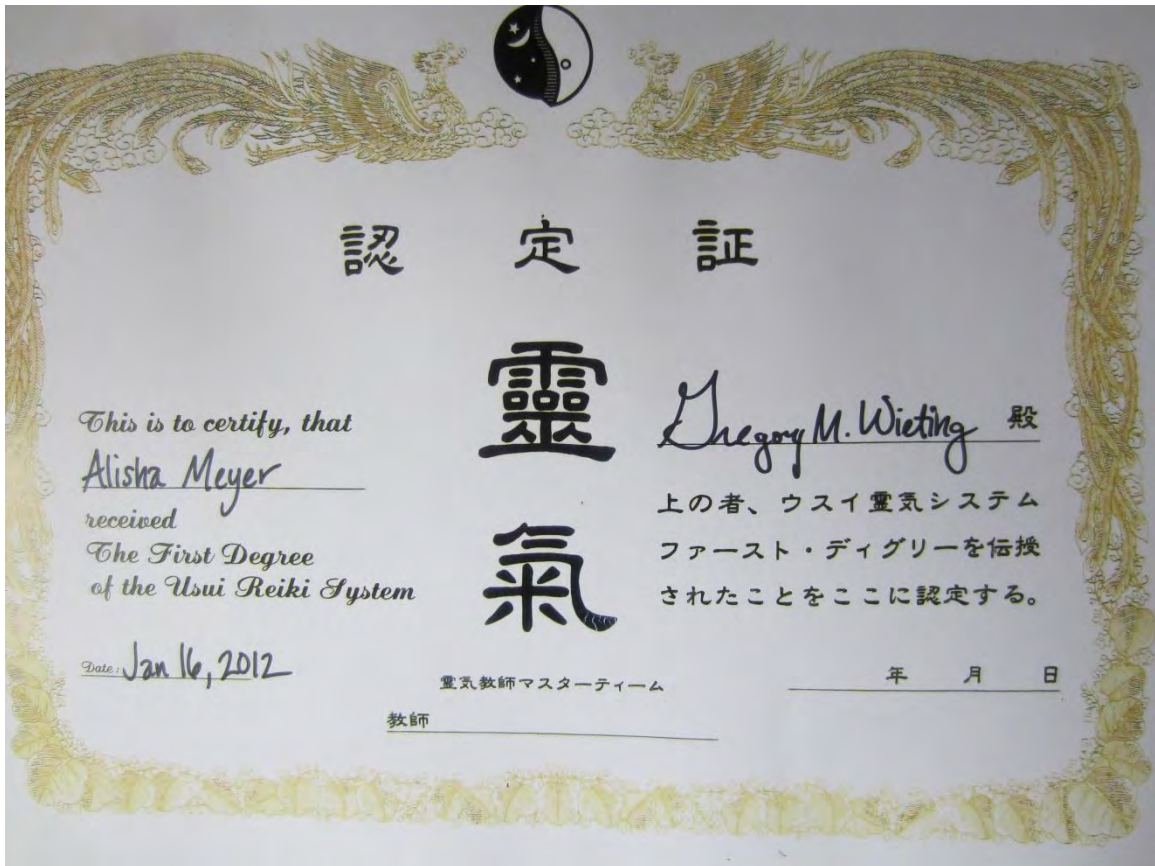 認定証
靈氣
This is to certify, that
Alisha Meyer
received
The First Degree
of the Usui Reiki System
Date: Jan 16, 2012
Gregory M. Wieting 殿
上の者、ウスイ霊気システム
ファースト・ディグリーを伝授
されたことをここに認定する。
年 月 日
霊気教師マスターティーム
教師